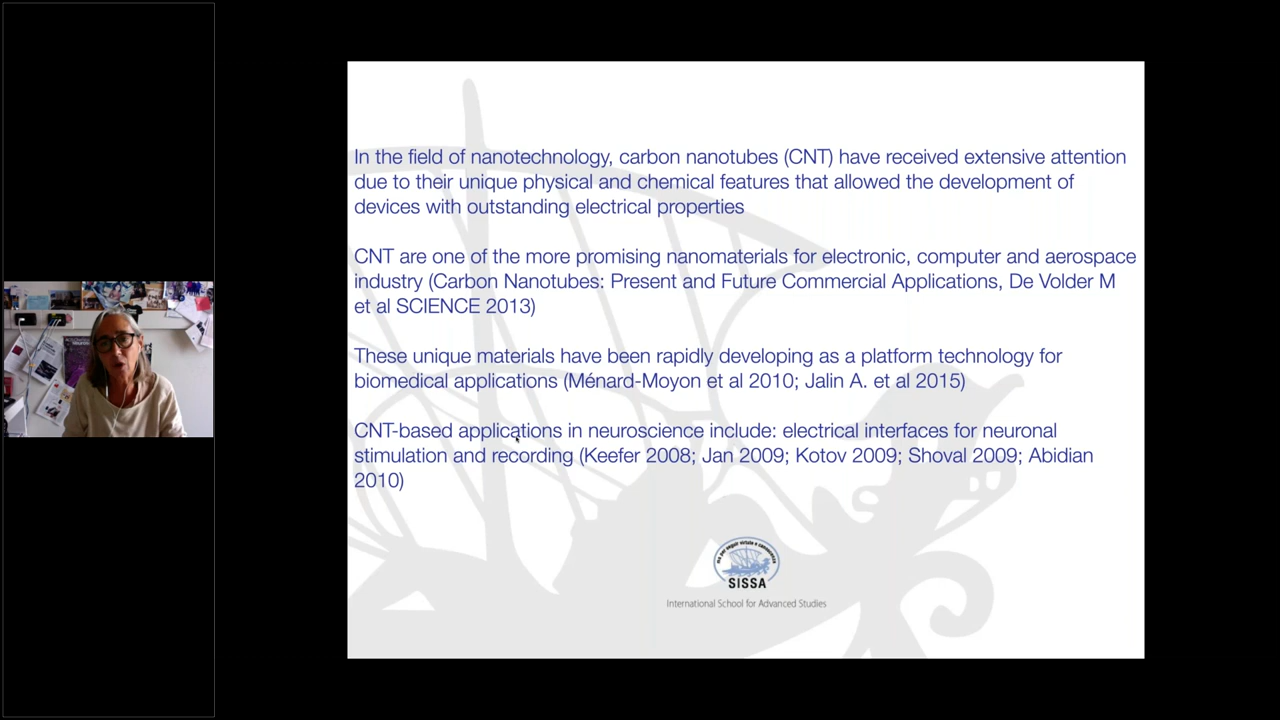 In the field of nanotechnology, carbon nanotubes (CNT) have received extensive attention
due to their unique physical and chemical features that allowed the development of
devices with outstanding electrical properties
CNT are one of the more promising nanomaterials for electronic, computer and aerospace
industry (Carbon Nanotubes: Present and Future Commercial Applications, De Volder M
et al SCIENCE 2013)
These unique materials have been rapidly developing as a platform technology for
biomedical applications (Ménard-Moyon et al 2010; Jalin A. et al 2015)
CNT-based applications in neuroscience include: electrical interfaces for neuronal
stimulation and recording (Keefer 2008; Jan 2009; Kotov 2009; Shoval 2009; Abidian
2010)
ma per seguir virtute e conoscenza
SISSA
International School for Advanced Studies